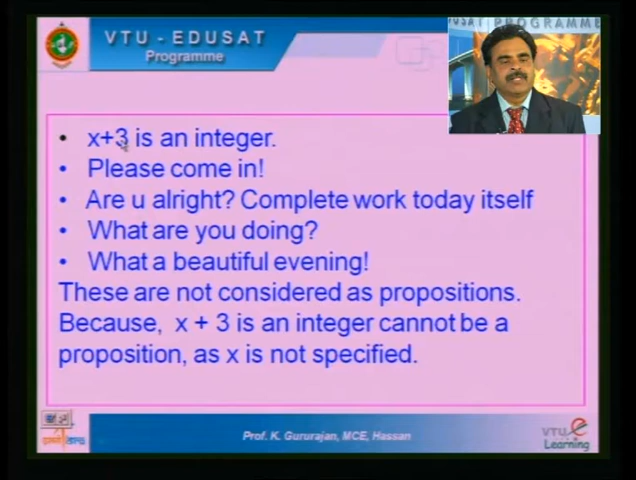 VTU - EDUSAT
Programme
EDUSAT PROGRAMME
• x+3 is an integer.
• Please come in!
• Are u alright? Complete work today itself
• What are you doing?
• What a beautiful evening!
These are not considered as propositions.
Because, x + 3 is an integer cannot be a
proposition, as x is not specified.
Prof. K. Gururajan, MCE, Hassan
VTU e
Learning